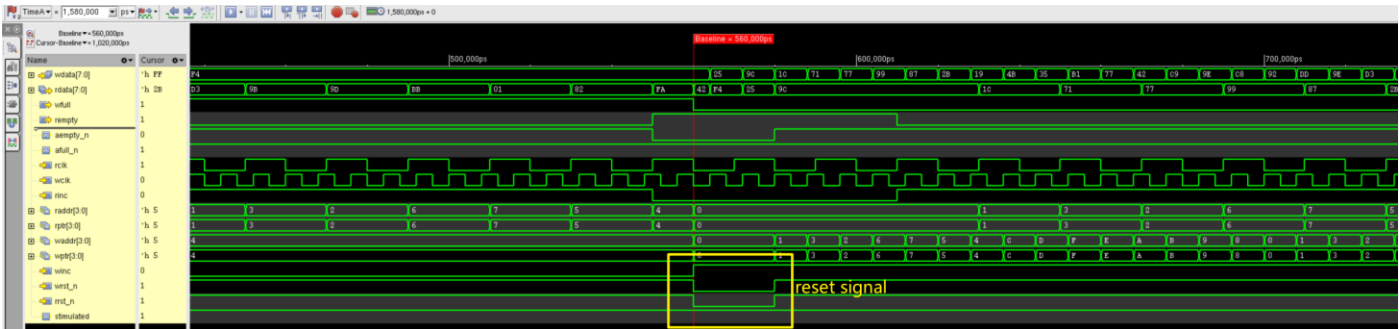 TimeA = 1,580,000 ps 1,580,000ps + 0
Baseline = 560,000ps
Cursor-Baseline = 1,020,000ps
Baseline = 560,000ps
Name Cursor 500,000ps 600,000ps 700,000ps
wdata[7:0] 'h FF F4 25 9C 1C 71 77 99 87 2B 19 4B 35 B1 77 42 C9 9E C8 92 DD 9E D3
rdata[7:0] 'h 2B D3 9B 9D BB 01 82 FA 42 F4 25 9C 1C 71 77 99 87 2B
wfull 1
rempty 1
aempty_n 0
afull_n 0
rclk 1
wclk 0
rinc 0
raddr[3:0] 'h 5 1 3 2 6 7 5 4 0 1 3 2 6 7 5
rptr[3:0] 'h 5 1 3 2 6 7 5 4 0 1 3 2 6 7 5
waddr[3:0] 'h 5 4 0 1 3 2 6 7 5 4 C D F E A B 9 8 0 1 3 2
wptr[3:0] 'h 5 4 0 1 3 2 6 7 5 4 C D F E A B 9 8 0 1 3 2
winc 0
wrst_n 1 reset signal
rrst_n 1
stimulated 1